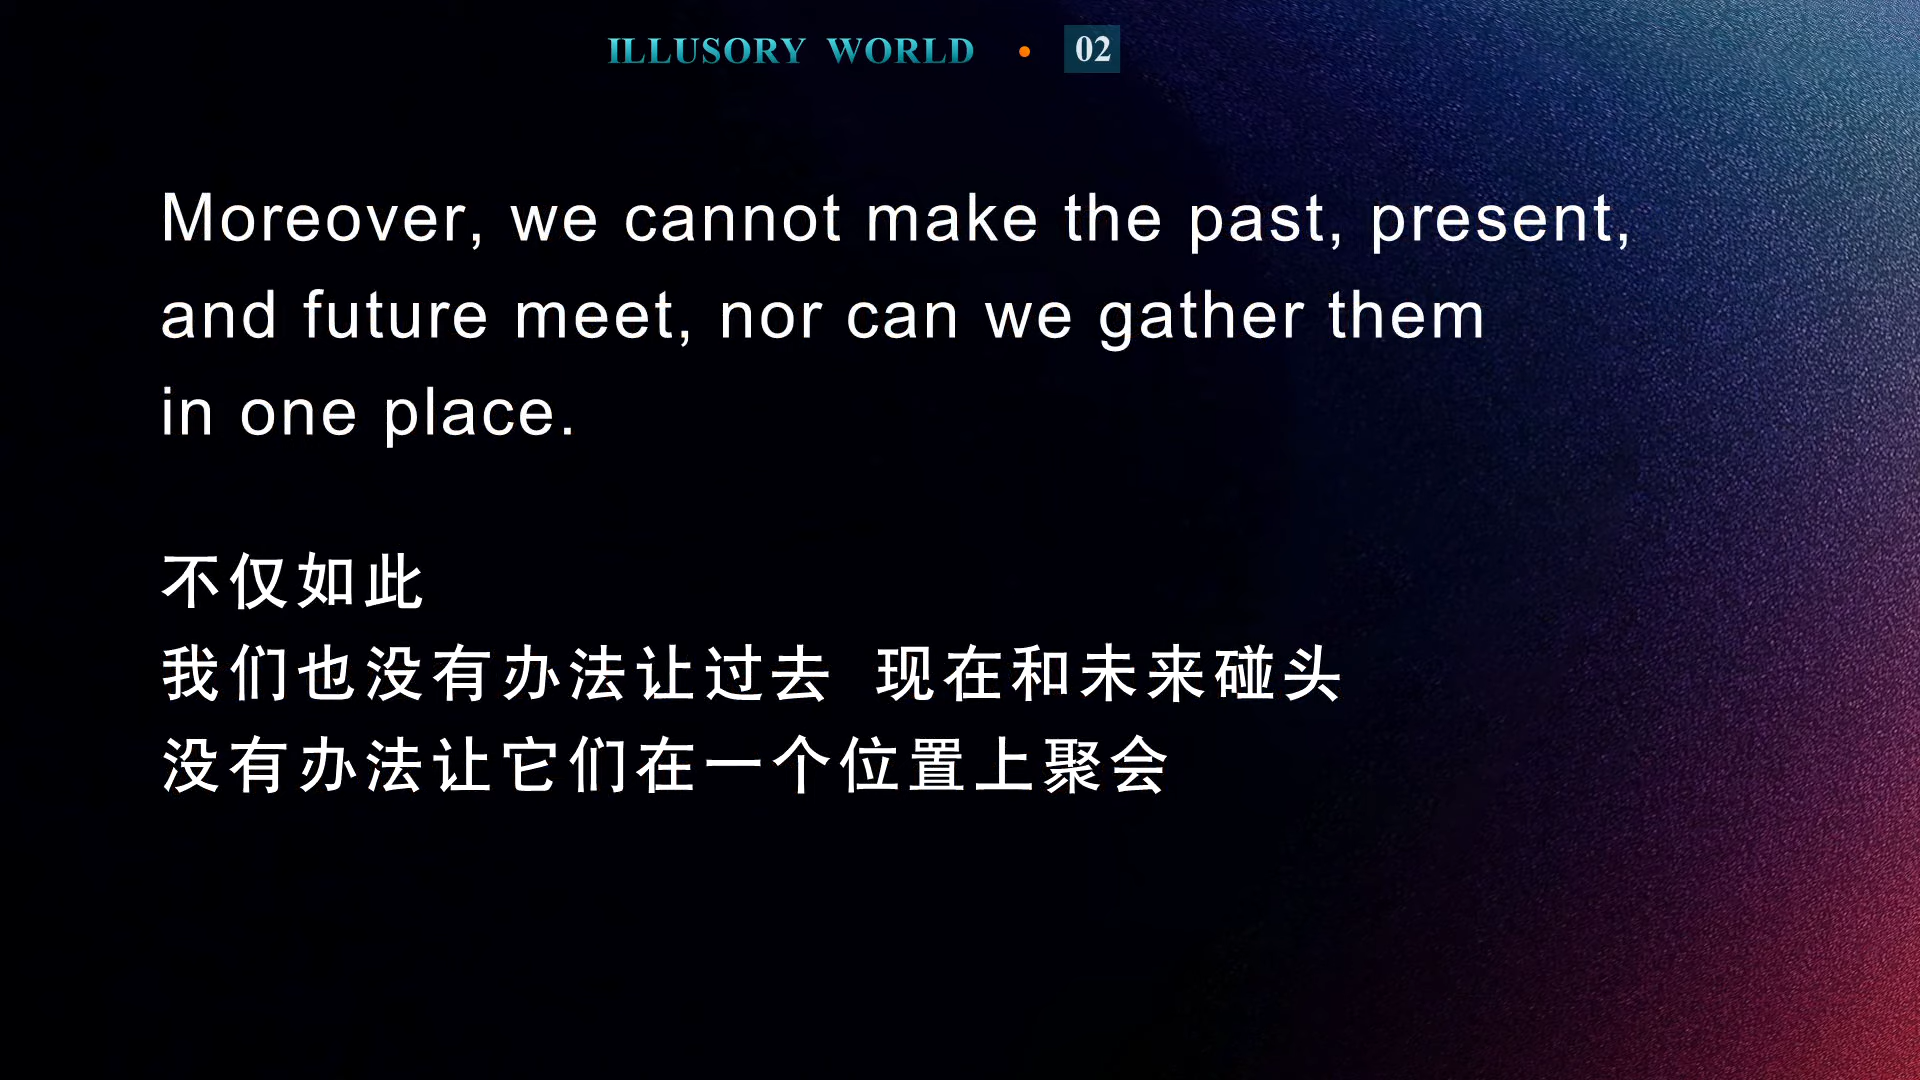 ILLUSORY WORLD • 02
Moreover, we cannot make the past, present,
and future meet, nor can we gather them
in one place.
不仅如此
我们也没有办法让过去 现在和未来碰头
没有办法让它们在一个位置上聚会